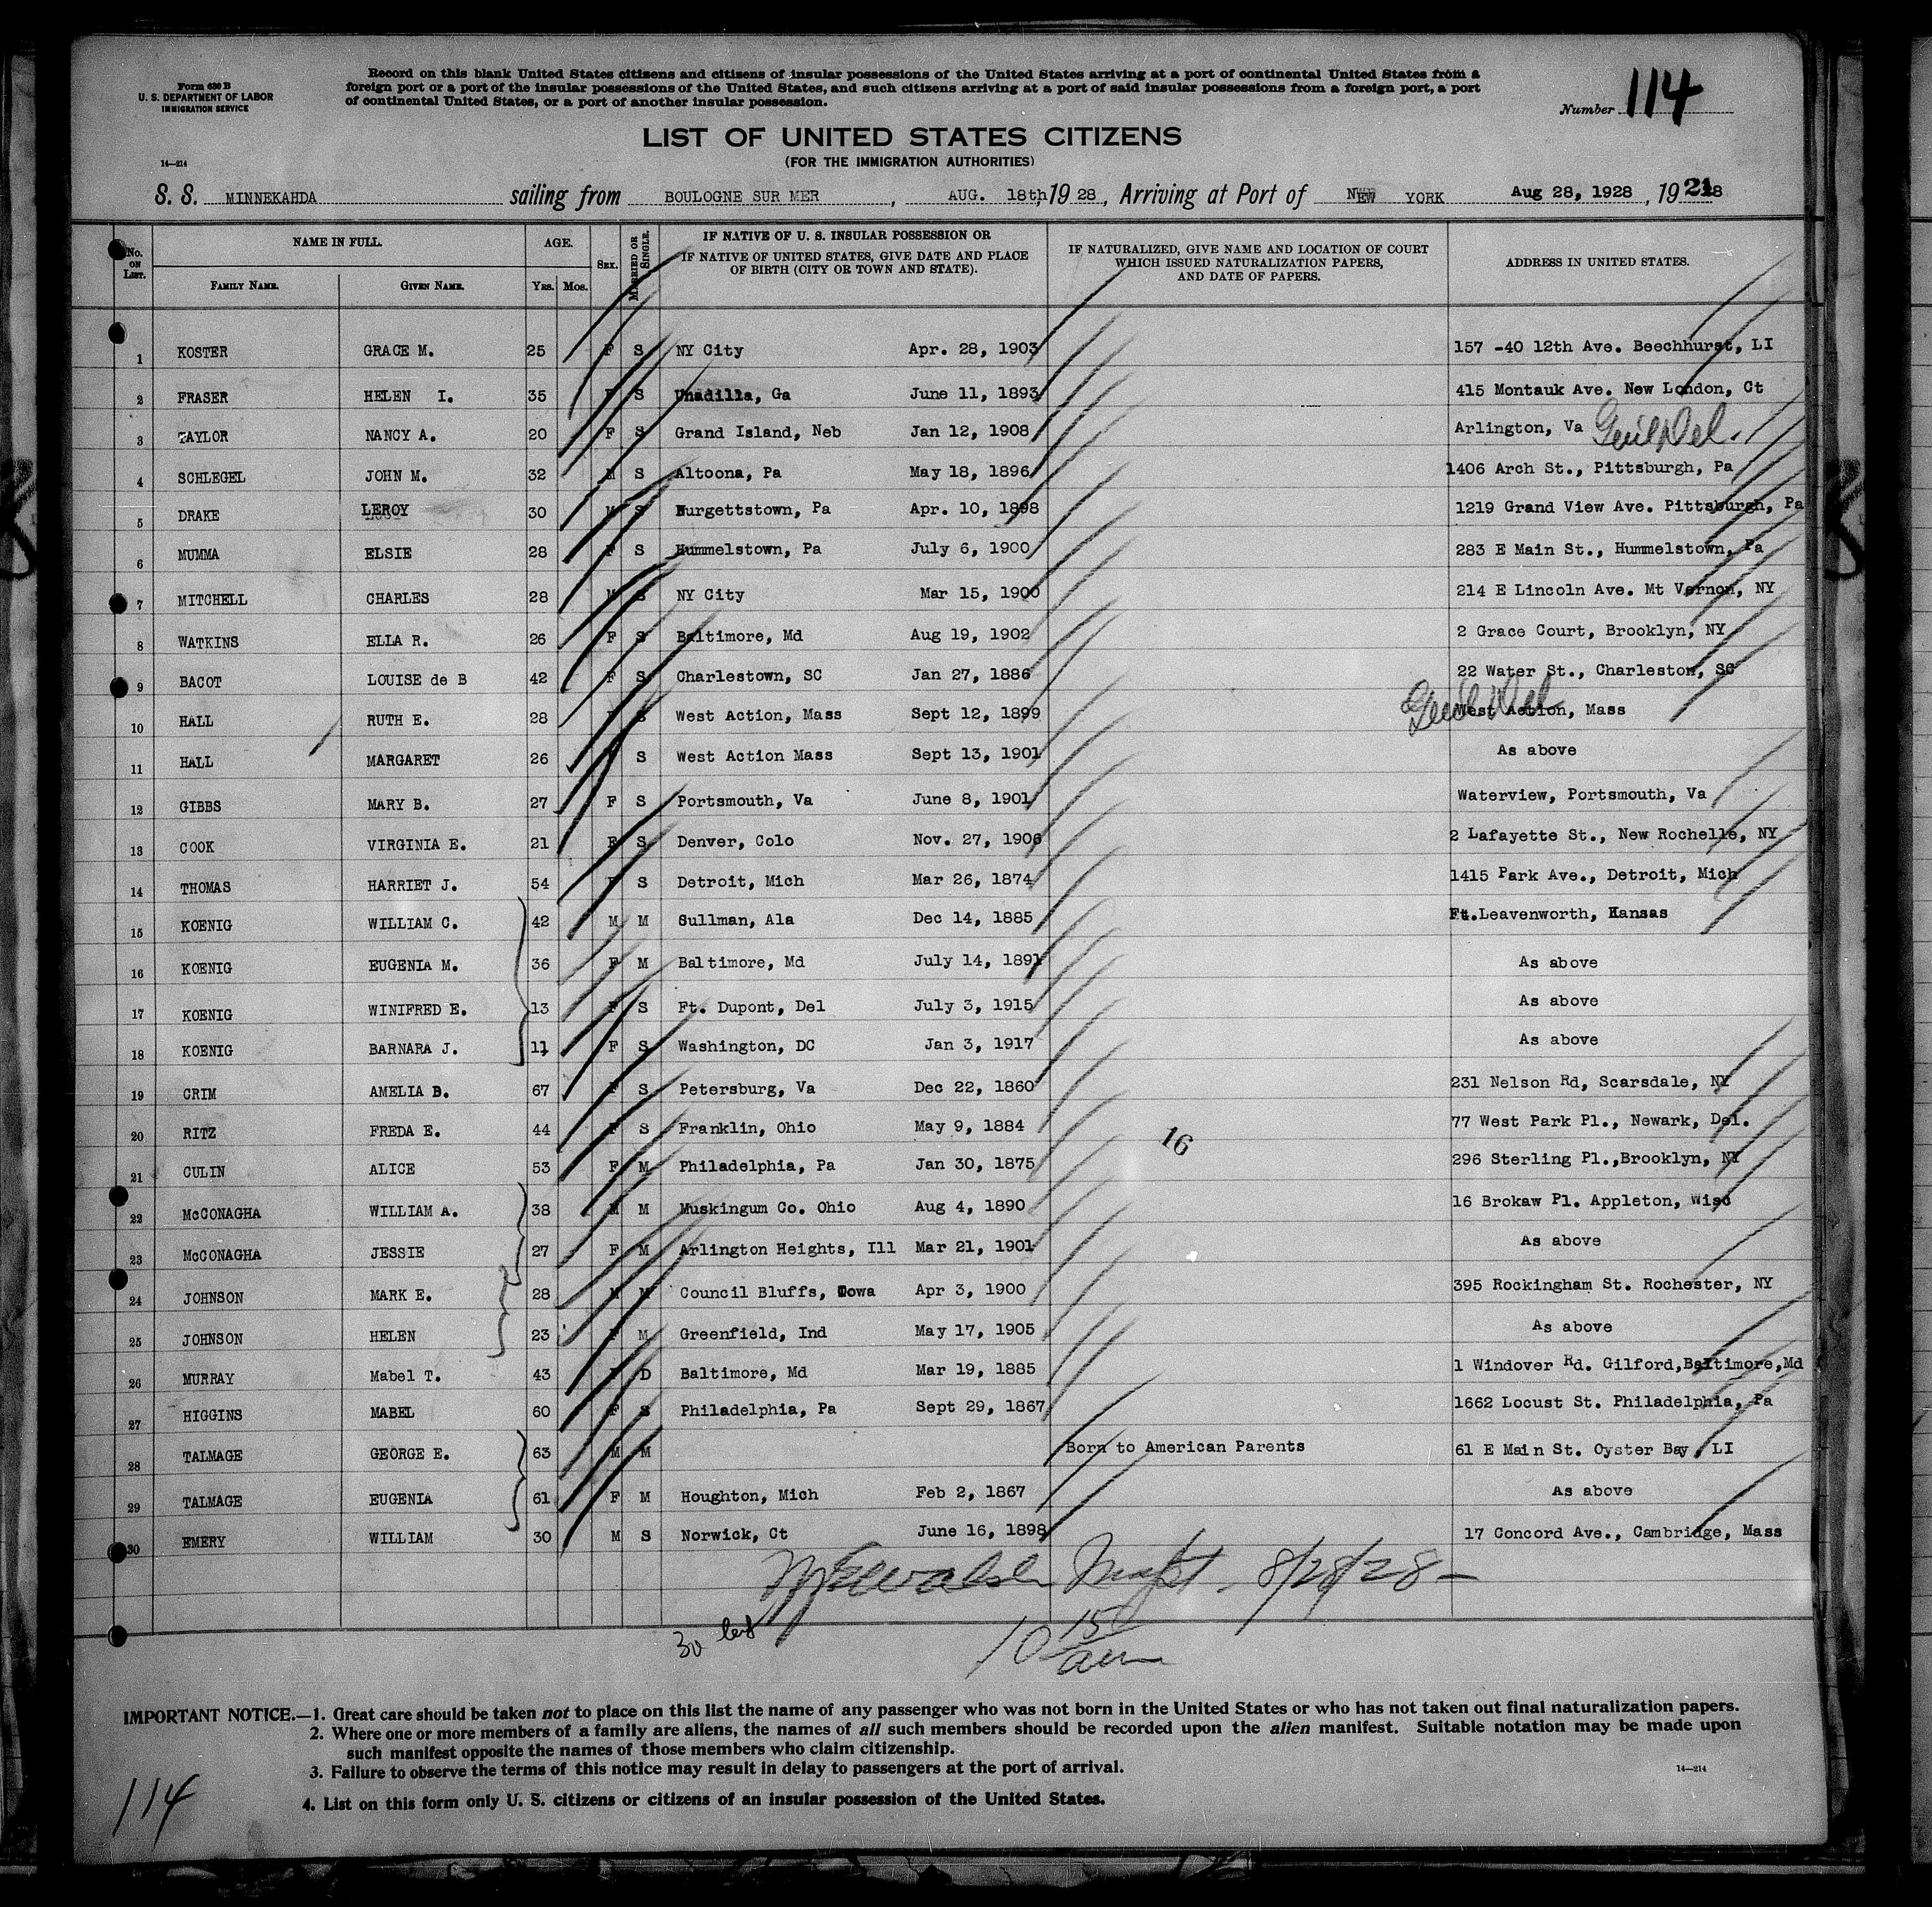 Form 630 B
U. S. DEPARTMENT OF LABOR
IMMIGRATION SERVICE
Record on this blank United States citizens and citizens of insular possessions of the United States arriving at a port of continental United States from a
foreign port or a port of the insular possessions of the United States, and such citizens arriving at a port of said insular possessions from a foreign port, a port
of continental United States, or a port of another insular possession.
Number 114
LIST OF UNITED STATES CITIZENS
(FOR THE IMMIGRATION AUTHORITIES)
14—214
S. S. MINNEKAHDA sailing from BOULOGNE SUR MER, AUG. 18th 1928, Arriving at Port of NEW YORK Aug 28, 1928, 1928
No. ON LIST. NAME IN FULL. AGE. SEX. MARRIED OR SINGLE. IF NATIVE OF U. S. INSULAR POSSESSION OR IF NATIVE OF UNITED STATES, GIVE DATE AND PLACE OF BIRTH (CITY OR TOWN AND STATE). IF NATURALIZED, GIVE NAME AND LOCATION OF COURT WHICH ISSUED NATURALIZATION PAPERS, AND DATE OF PAPERS. ADDRESS IN UNITED STATES.
FAMILY NAME. GIVEN NAME. YRS. MOS.
1 KOSTER GRACE M. 25 F S NY City Apr. 28, 1903 157 -40 12th Ave. Beechhurst, LI
2 FRASER HELEN I. 35 F S Unadilla, Ga June 11, 1893 415 Montauk Ave. New London, Ct
3 TAYLOR NANCY A. 20 F S Grand Island, Neb Jan 12, 1908 Arlington, Va
4 SCHLEGEL JOHN M. 32 M S Altoona, Pa May 18, 1896 1406 Arch St., Pittsburgh, Pa
5 DRAKE LEROY 30 M S Burgettstown, Pa Apr. 10, 1898 1219 Grand View Ave. Pittsburgh, Pa
6 MUMMA ELSIE 28 F S Hummelstown, Pa July 6, 1900 283 E Main St., Hummelstown, Pa
7 MITCHELL CHARLES 28 M S NY City Mar 15, 1900 214 E Lincoln Ave. Mt Vernon, NY
8 WATKINS ELLA R. 26 F S Baltimore, Md Aug 19, 1902 2 Grace Court, Brooklyn, NY
9 BACOT LOUISE de B 42 F S Charlestown, SC Jan 27, 1886 22 Water St., Charleston, SC
10 HALL RUTH E. 28 F S West Action, Mass Sept 12, 1899 West Action, Mass
11 HALL MARGARET 26 S West Action Mass Sept 13, 1901 As above
12 GIBBS MARY B. 27 F S Portsmouth, Va June 8, 1901 Waterview, Portsmouth, Va
13 COOK VIRGINIA E. 21 F S Denver, Colo Nov. 27, 1906 2 Lafayette St., New Rochelle, NY
14 THOMAS HARRIET J. 54 F S Detroit, Mich Mar 26, 1874 1415 Park Ave., Detroit, Mich
15 KOENIG WILLIAM C. 42 M M Sullman, Ala Dec 14, 1885 Ft. Leavenworth, Kansas
16 KOENIG EUGENIA M. 36 F M Baltimore, Md July 14, 1891 As above
17 KOENIG WINIFRED E. 13 F S Ft. Dupont, Del July 3, 1915 As above
18 KOENIG BARNARA J. 11 F S Washington, DC Jan 3, 1917 As above
19 CRIM AMELIA B. 67 F S Petersburg, Va Dec 22, 1860 231 Nelson Rd, Scarsdale, NY
20 RITZ FREDA E. 44 F S Franklin, Ohio May 9, 1884 16 77 West Park Pl., Newark, Del.
21 CULIN ALICE 53 F M Philadelphia, Pa Jan 30, 1875 296 Sterling Pl.,Brooklyn, NY
22 McCONAGHA WILLIAM A. 38 M M Muskingum Co. Ohio Aug 4, 1890 16 Brokaw Pl. Appleton, Wisc
23 McCONAGHA JESSIE 27 F M Arlington Heights, Ill Mar 21, 1901 As above
24 JOHNSON MARK E. 28 M M Council Bluffs, Iowa Apr 3, 1900 395 Rockingham St. Rochester, NY
25 JOHNSON HELEN 23 F M Greenfield, Ind May 17, 1905 As above
26 MURRAY Mabel T. 43 F D Baltimore, Md Mar 19, 1885 1 Windover Rd. Gilford,Baltimore,Md
27 HIGGINS MABEL 60 F S Philadelphia, Pa Sept 29, 1867 1662 Locust St. Philadelphia, Pa
28 TALMAGE GEORGE E. 63 M M Born to American Parents 61 E Main St. Oyster Bay, LI
29 TALMAGE EUGENIA 61 F M Houghton, Mich Feb 2, 1867 As above
30 EMERY WILLIAM 30 M S Norwick, Ct June 16, 1898 17 Concord Ave., Cambridge, Mass
8/28/28
30
10 15 am
IMPORTANT NOTICE.—1. Great care should be taken not to place on this list the name of any passenger who was not born in the United States or who has not taken out final naturalization papers.
2. Where one or more members of a family are aliens, the names of all such members should be recorded upon the alien manifest. Suitable notation may be made upon
such manifest opposite the names of those members who claim citizenship.
3. Failure to observe the terms of this notice may result in delay to passengers at the port of arrival.
14—214
4. List on this form only U. S. citizens or citizens of an insular possession of the United States.
114